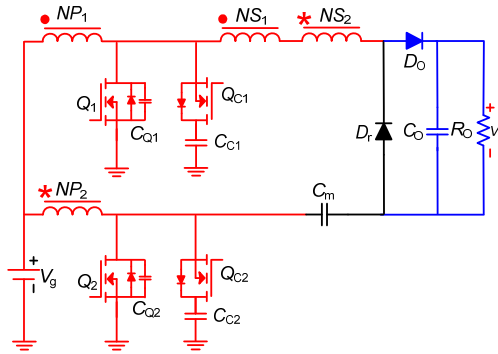 NP1 NS1 NS2
Q1 CQ1 QC1 CC1 DO
Dr CO RO v
NP2 Cm
Vg Q2 CQ2 QC2 CC2